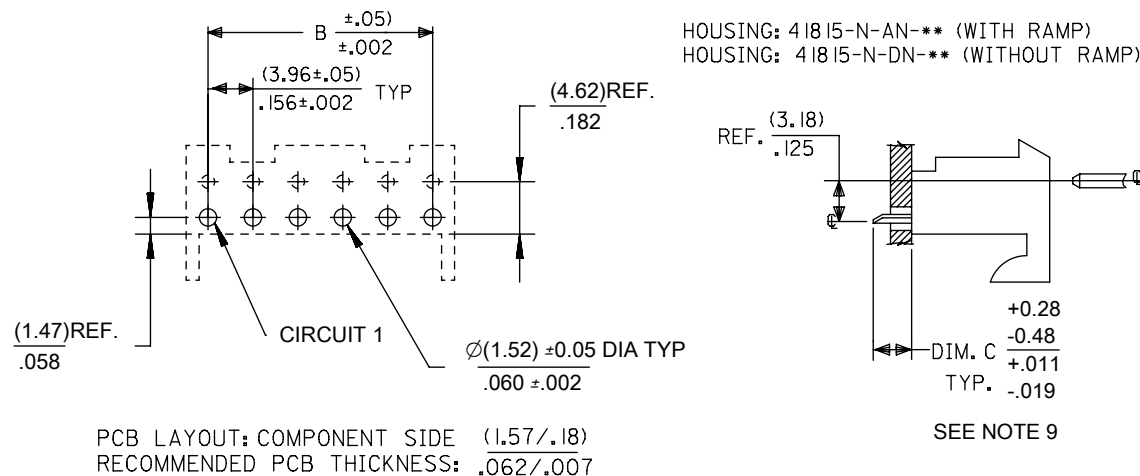 B ±.05)
±.002
(3.96±.05)
.156±.002 TYP
(4.62)REF.
.182
(1.47)REF.
.058
CIRCUIT 1
∅(1.52) ±0.05 DIA TYP
.060 ±.002
PCB LAYOUT: COMPONENT SIDE (1.57/.18)
RECOMMENDED PCB THICKNESS: .062/.007
HOUSING: 41815-N-AN-** (WITH RAMP)
HOUSING: 41815-N-DN-** (WITHOUT RAMP)
REF. (3.18)
.125
+0.28
-0.48
DIM. C
+.011
TYP. -.019
SEE NOTE 9